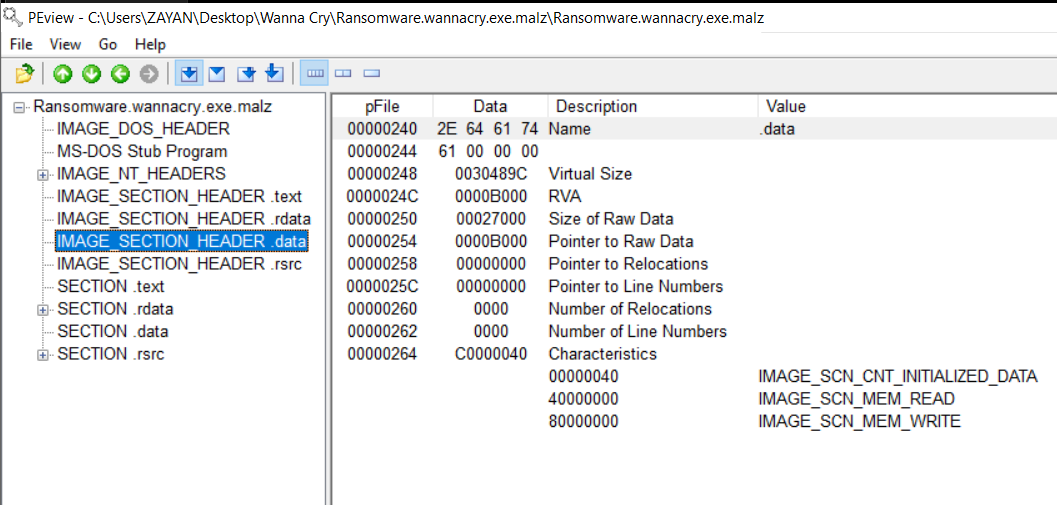 PEview - C:\Users\ZAYAN\Desktop\Wanna Cry\Ransomware.wannacry.exe.malz\Ransomware.wannacry.exe.malz
File View Go Help
Ransomware.wannacry.exe.malz
IMAGE_DOS_HEADER
MS-DOS Stub Program
IMAGE_NT_HEADERS
IMAGE_SECTION_HEADER .text
IMAGE_SECTION_HEADER .rdata
IMAGE_SECTION_HEADER .data
IMAGE_SECTION_HEADER .rsrc
SECTION .text
SECTION .rdata
SECTION .data
SECTION .rsrc
pFile Data Description Value
00000240 2E 64 61 74 Name .data
00000244 61 00 00 00
00000248 0030489C Virtual Size
0000024C 0000B000 RVA
00000250 00027000 Size of Raw Data
00000254 0000B000 Pointer to Raw Data
00000258 00000000 Pointer to Relocations
0000025C 00000000 Pointer to Line Numbers
00000260 0000 Number of Relocations
00000262 0000 Number of Line Numbers
00000264 C0000040 Characteristics
00000040 IMAGE_SCN_CNT_INITIALIZED_DATA
40000000 IMAGE_SCN_MEM_READ
80000000 IMAGE_SCN_MEM_WRITE